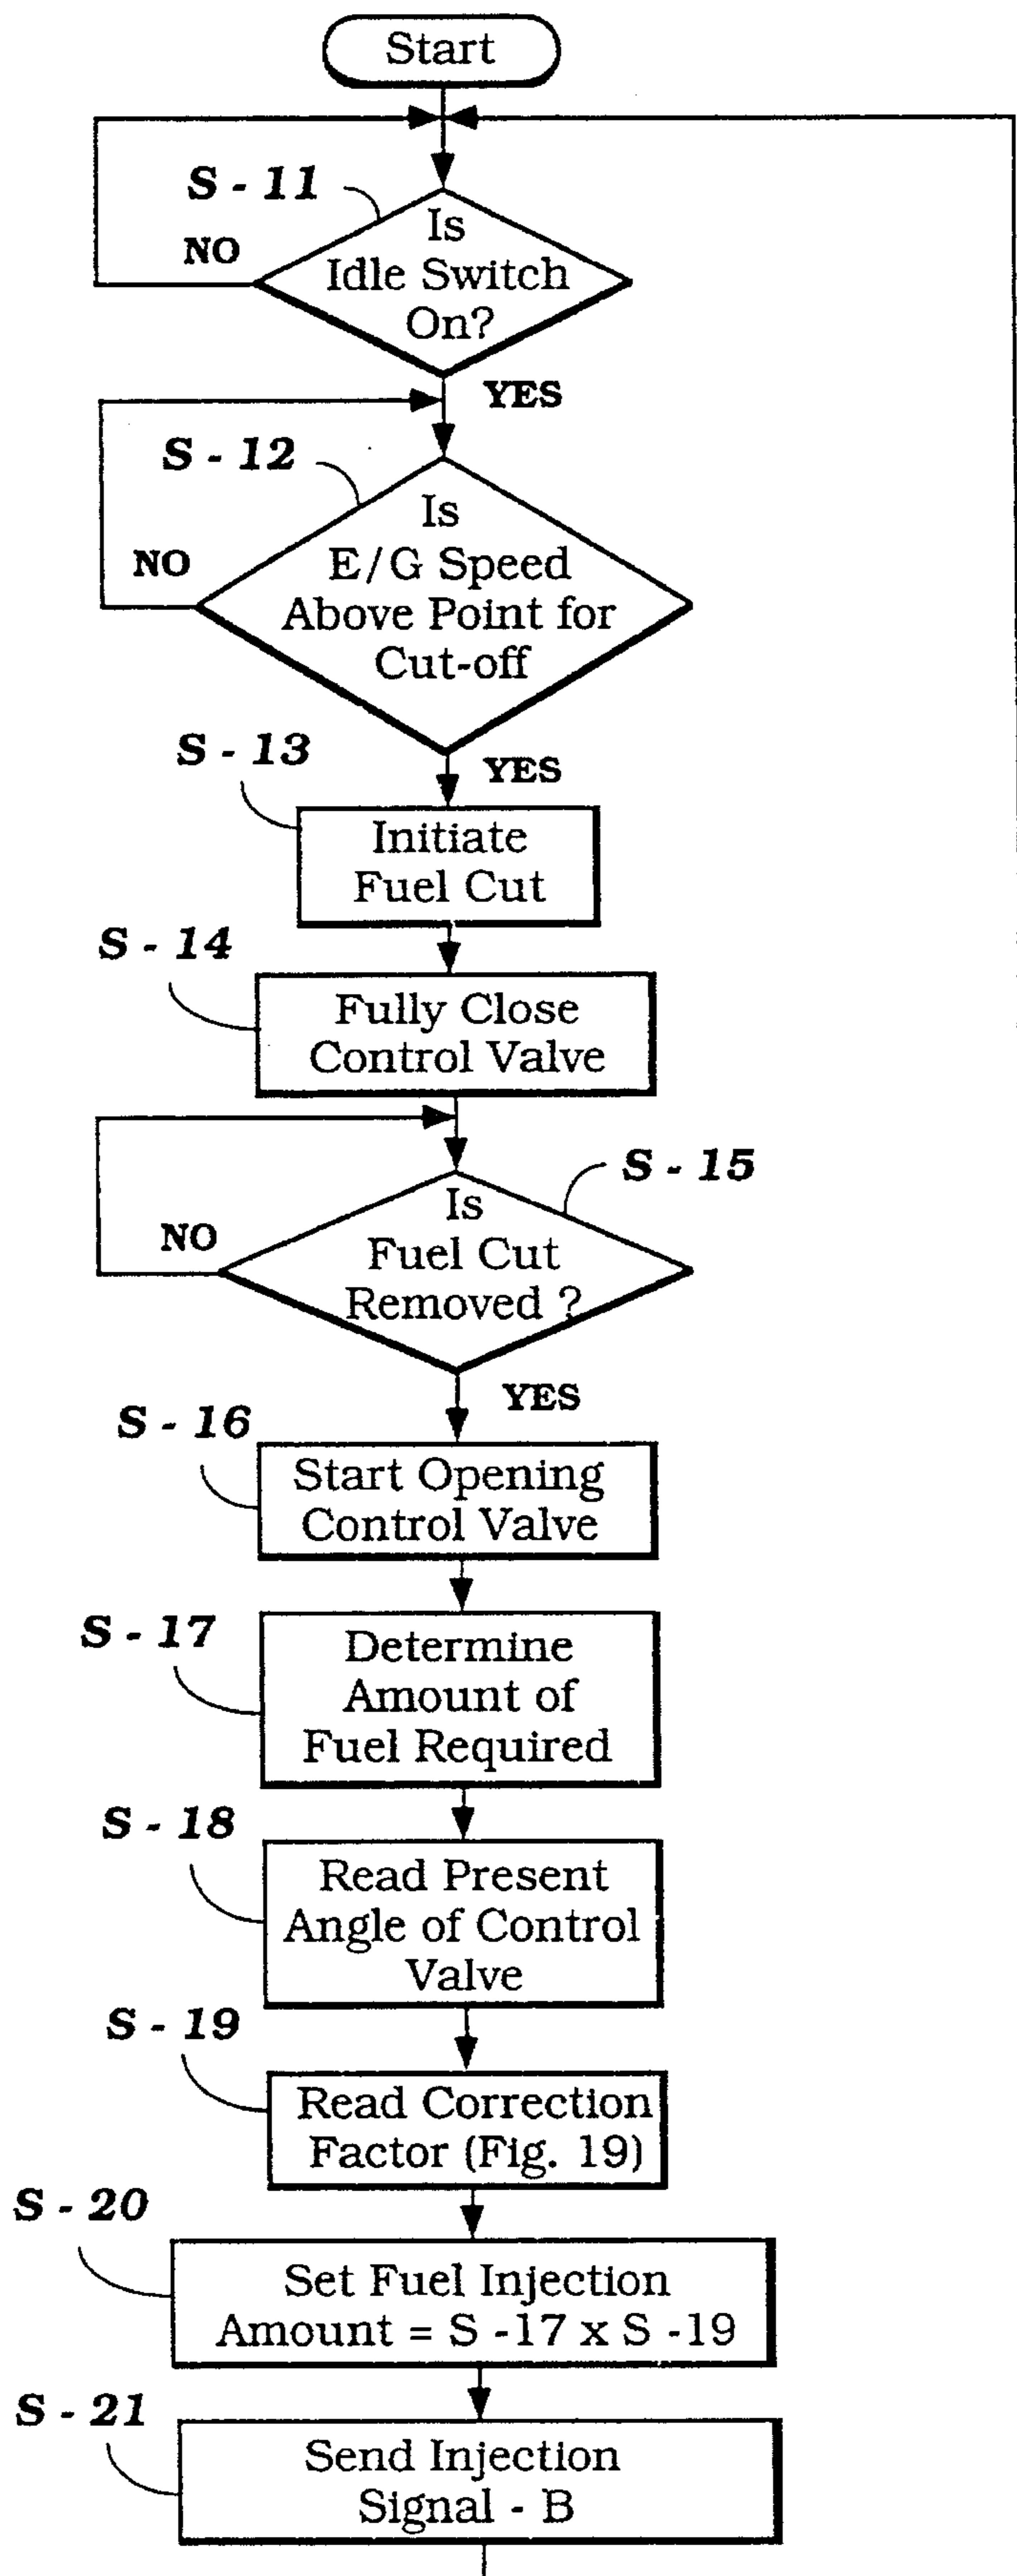 Start
S - 11
Is
Idle Switch
On?
NO
YES
S - 12
Is
E/G Speed
Above Point for
Cut-off
NO
YES
S - 13
Initiate
Fuel Cut
S - 14
Fully Close
Control Valve
S - 15
Is
Fuel Cut
Removed ?
NO
YES
S - 16
Start Opening
Control Valve
S - 17
Determine
Amount of
Fuel Required
S - 18
Read Present
Angle of Control
Valve
S - 19
Read Correction
Factor (Fig. 19)
S - 20
Set Fuel Injection
Amount = S -17 x S -19
S - 21
Send Injection
Signal - B